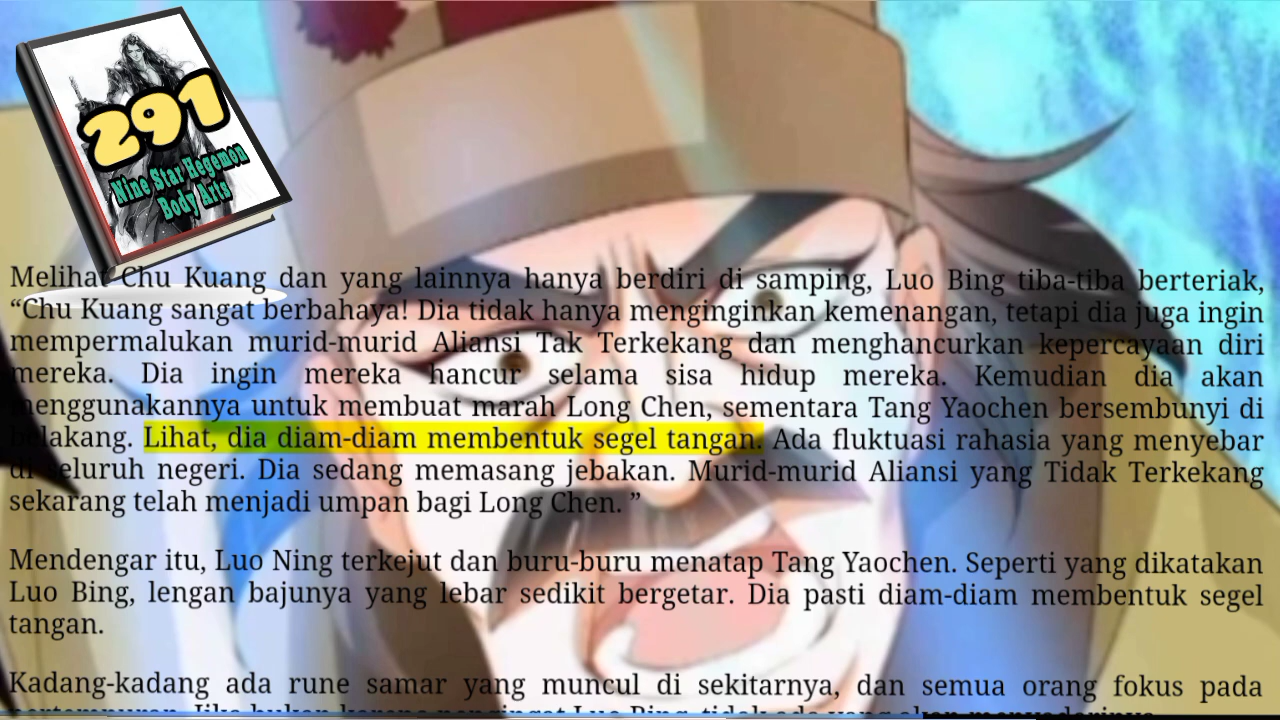 291
Nine Star Hegemon
Body Arts
Melihat Chu Kuang dan yang lainnya hanya berdiri di samping, Luo Bing tiba-tiba berteriak,
“Chu Kuang sangat berbahaya! Dia tidak hanya menginginkan kemenangan, tetapi dia juga ingin
mempermalukan murid-murid Aliansi Tak Terkekang dan menghancurkan kepercayaan diri
mereka. Dia ingin mereka hancur selama sisa hidup mereka. Kemudian dia akan
menggunakannya untuk membuat marah Long Chen, sementara Tang Yaochen bersembunyi di
belakang. Lihat, dia diam-diam membentuk segel tangan. Ada fluktuasi rahasia yang menyebar
di seluruh negeri. Dia sedang memasang jebakan. Murid-murid Aliansi yang Tidak Terkekang
sekarang telah menjadi umpan bagi Long Chen. ”
Mendengar itu, Luo Ning terkejut dan buru-buru menatap Tang Yaochen. Seperti yang dikatakan
Luo Bing, lengan bajunya yang lebar sedikit bergetar. Dia pasti diam-diam membentuk segel
tangan.
Kadang-kadang ada rune samar yang muncul di sekitarnya, dan semua orang fokus pada